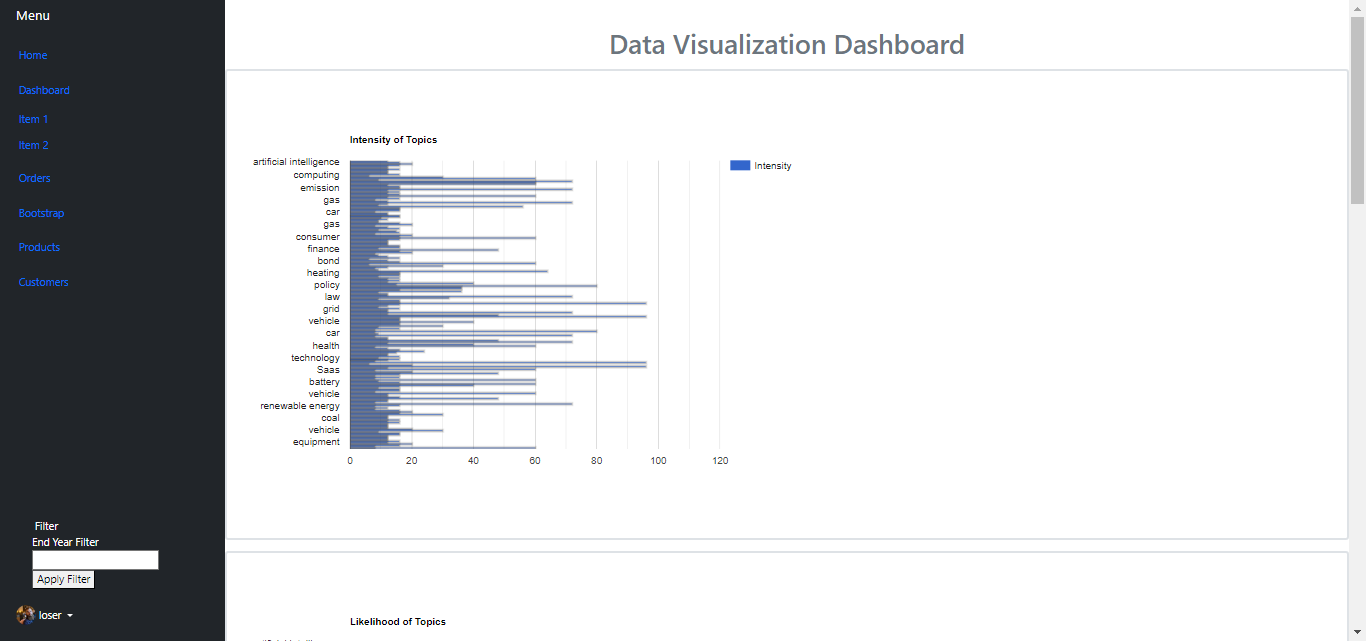 Menu
Home
Dashboard
Item 1
Item 2
Orders
Bootstrap
Products
Customers
Filter
End Year Filter
Apply Filter
loser
Data Visualization Dashboard
Intensity of Topics
Intensity
artificial intelligence
computing
emission
gas
car
gas
consumer
finance
bond
heating
policy
law
grid
vehicle
car
health
technology
Saas
battery
vehicle
renewable energy
coal
vehicle
equipment
0 20 40 60 80 100 120
Likelihood of Topics